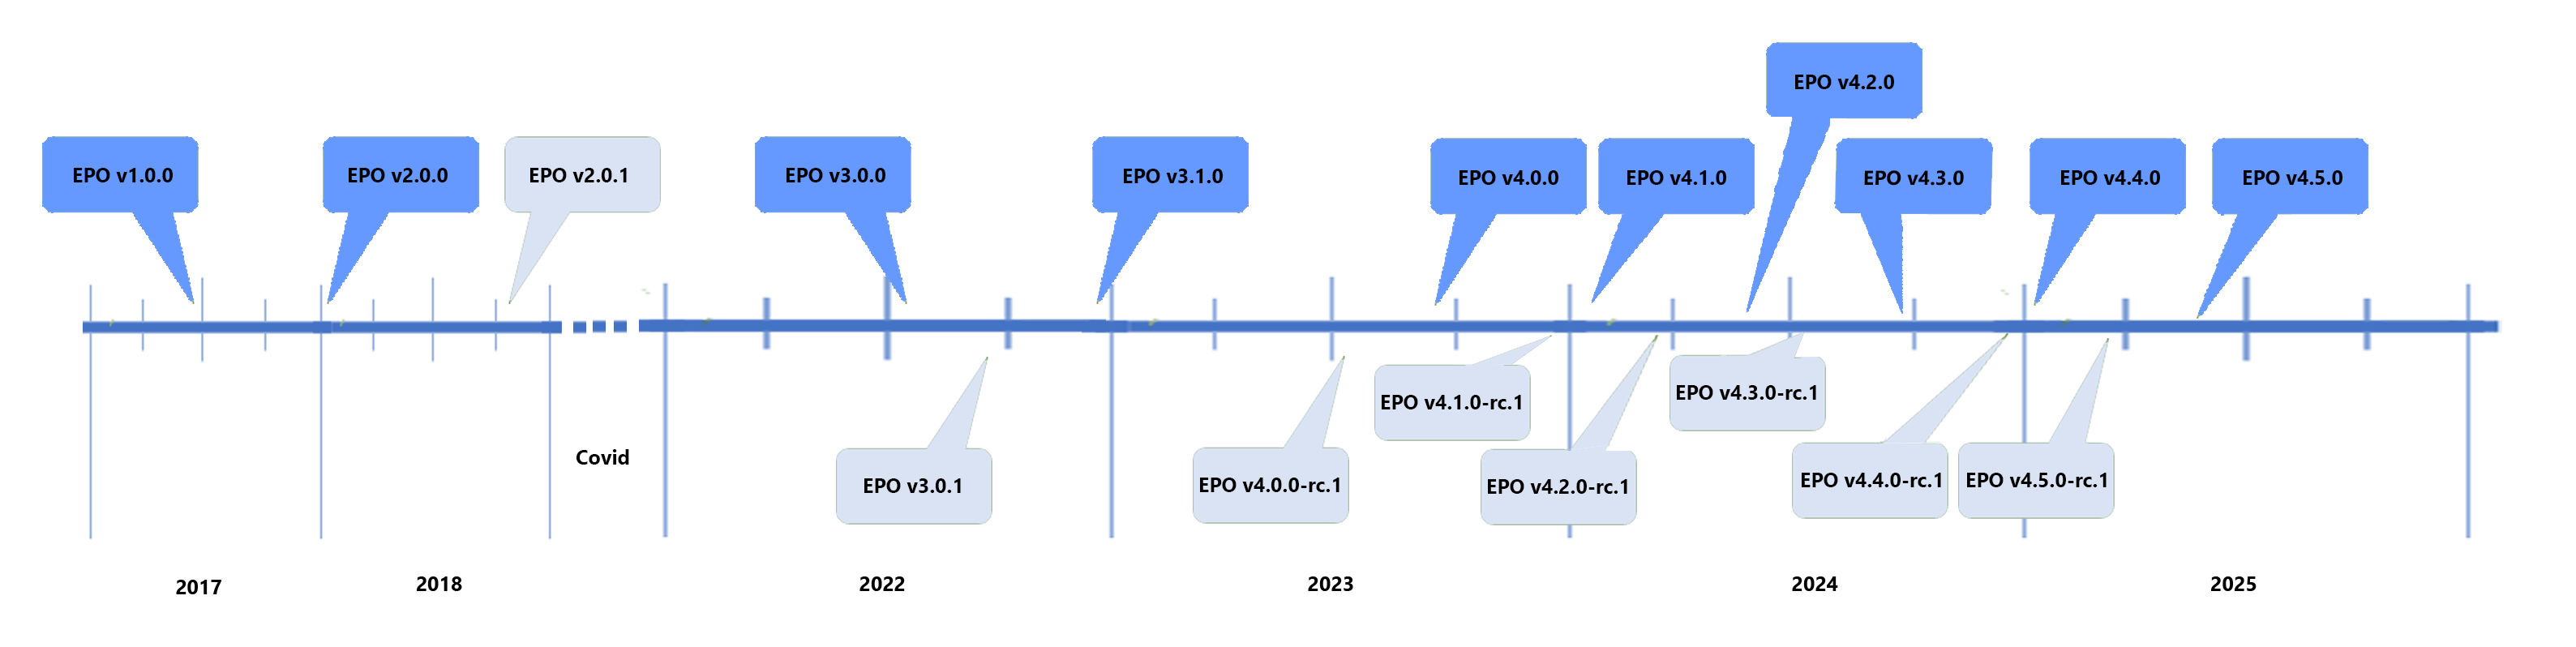 EPO v4.2.0
EPO v1.0.0
EPO v2.0.0
EPO v2.0.1
EPO v3.0.0
EPO v3.1.0
EPO v4.0.0
EPO v4.1.0
EPO v4.3.0
EPO v4.4.0
EPO v4.5.0
EPO v4.3.0-rc.1
EPO v4.1.0-rc.1
Covid
EPO v3.0.1
EPO v4.0.0-rc.1
EPO v4.2.0-rc.1
EPO v4.4.0-rc.1
EPO v4.5.0-rc.1
2017
2018
2022
2023
2024
2025